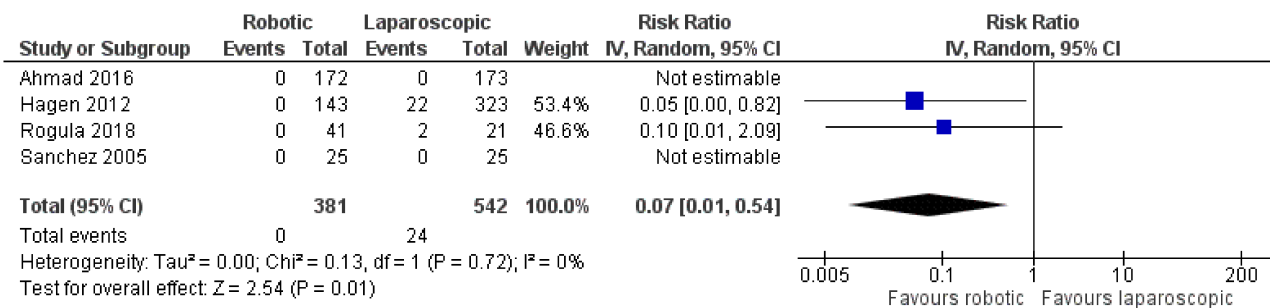 Robotic Laparoscopic Risk Ratio Risk Ratio
Study or Subgroup Events Total Events Total Weight IV, Random, 95% CI IV, Random, 95% CI
Ahmad 2016 0 172 0 173 Not estimable
Hagen 2012 0 143 22 323 53.4% 0.05 [0.00, 0.82]
Rogula 2018 0 41 2 21 46.6% 0.10 [0.01, 2.09]
Sanchez 2005 0 25 0 25 Not estimable
Total (95% CI) 381 542 100.0% 0.07 [0.01, 0.54]
Total events 0 24
Heterogeneity: Tau² = 0.00; Chi² = 0.13, df = 1 (P = 0.72); I² = 0%
Test for overall effect: Z = 2.54 (P = 0.01)
0.005 0.1 1 10 200
Favours robotic Favours laparoscopic